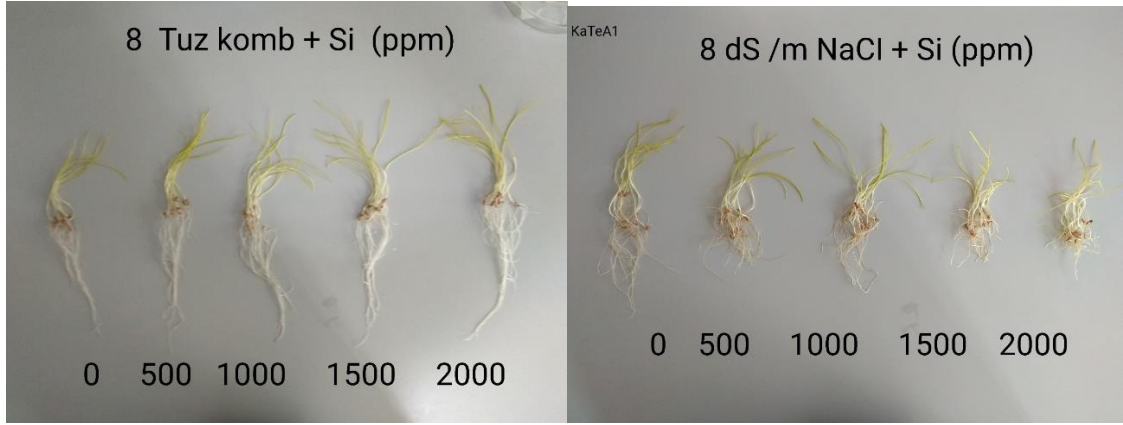 8 Tuz komb + Si (ppm)
0 500 1000 1500 2000
KaTeA1
8 dS /m NaCl + Si (ppm)
0 500 1000 1500 2000